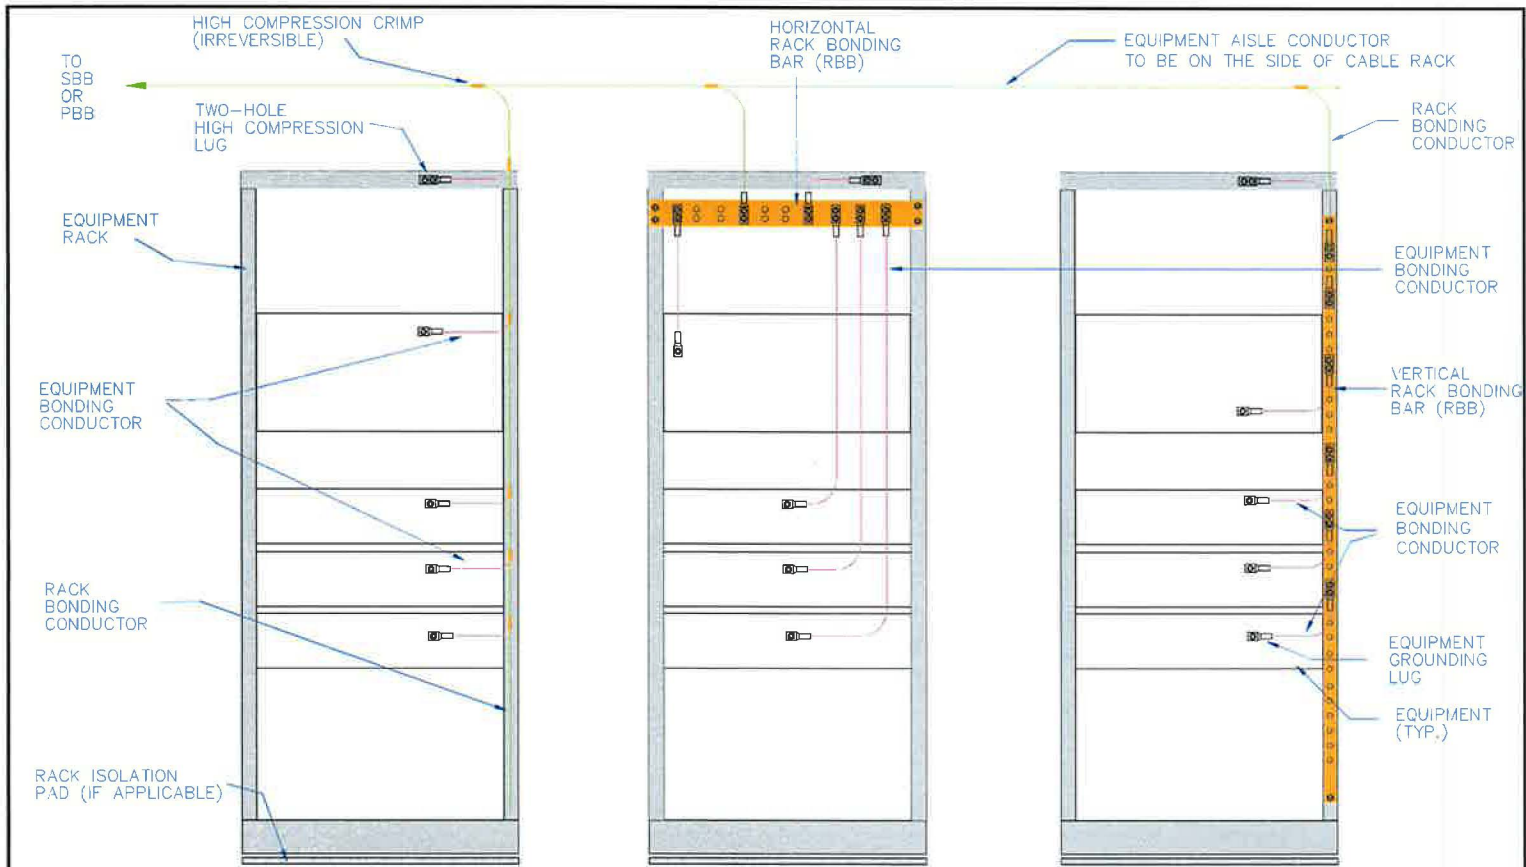 HIGH COMPRESSION CRIMP
(IRREVERSIBLE)
HORIZONTAL
RACK BONDING
BAR (RBB)
EQUIPMENT AISLE CONDUCTOR
TO BE ON THE SIDE OF CABLE RACK
TO
SBB
OR
PBB
TWO-HOLE
HIGH COMPRESSION
LUG
RACK
BONDING
CONDUCTOR
EQUIPMENT
RACK
EQUIPMENT
BONDING
CONDUCTOR
EQUIPMENT
BONDING
CONDUCTOR
VERTICAL
RACK BONDING
BAR (RBB)
EQUIPMENT
BONDING
CONDUCTOR
RACK
BONDING
CONDUCTOR
EQUIPMENT
GROUNDING
LUG
EQUIPMENT
(TYP.)
RACK ISOLATION
PAD (IF APPLICABLE)